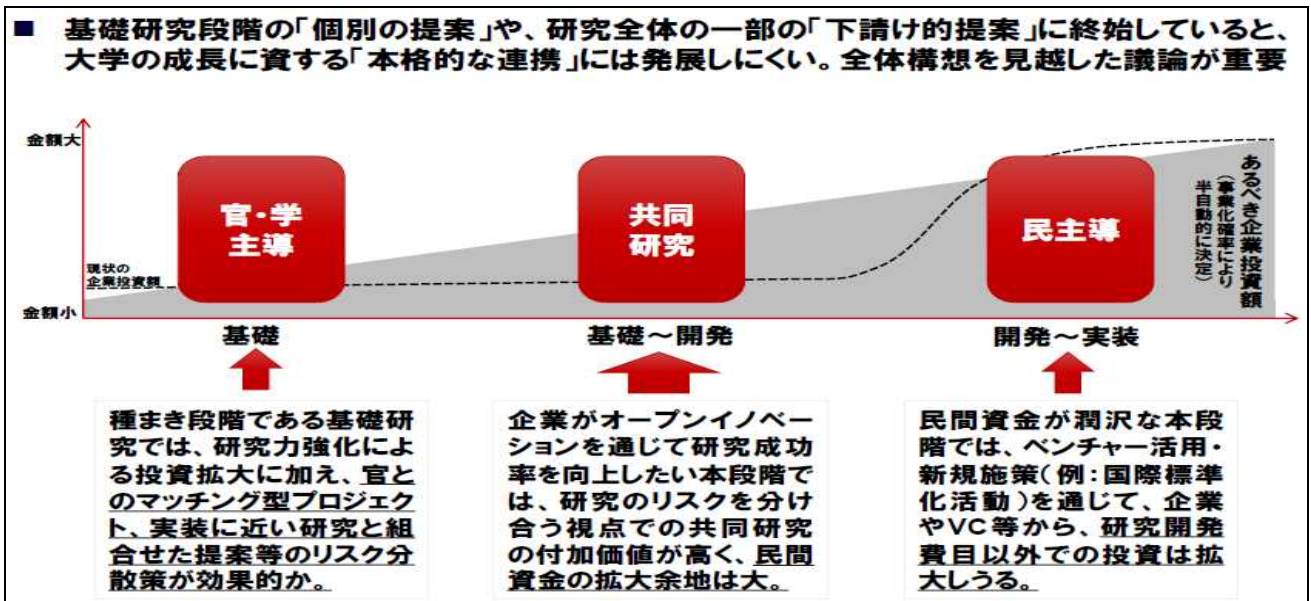 ■ 基礎研究段階の「個別の提案」や、研究全体の一部の「下請け的提案」に終始していると、
大学の成長に資する「本格的な連携」には発展しにくい。全体構想を見越した議論が重要
金額大
官・学
主導
共同
研究
民主導
あるべき企業投資額
（事業化確率により
半自動的に決定）
現状の
企業投資額
金額小
基礎
基礎～開発
開発～実装
種まき段階である基礎研
究では、研究力強化によ
る投資拡大に加え、官と
のマッチング型プロジェク
ト、実装に近い研究と組
合せた提案等のリスク分
散策が効果的か。
企業がオープンイノベー
ションを通じて研究成功
率を向上したい本段階で
は、研究のリスクを分け
合う視点での共同研究
の付加価値が高く、民間
資金の拡大余地は大。
民間資金が潤沢な本段
階では、ベンチャー活用・
新規施策（例：国際標準
化活動）を通じて、企業
やVC等から、研究開発
費目以外での投資は拡
大しうる。